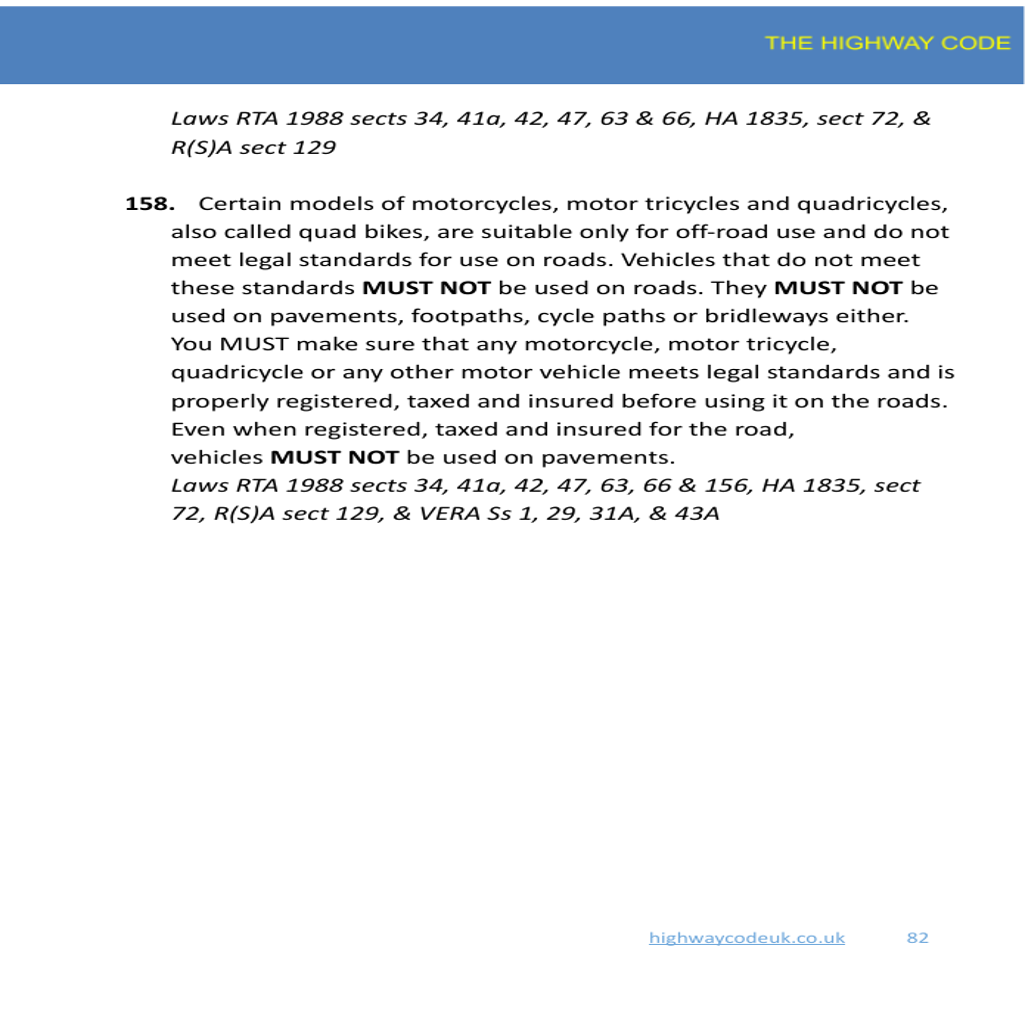 THE HIGHWAY CODE
Laws RTA 1988 sects 34, 41a, 42, 47, 63 & 66, HA 1835, sect 72, &
R(S)A sect 129
158. Certain models of motorcycles, motor tricycles and quadricycles,
also called quad bikes, are suitable only for off-road use and do not
meet legal standards for use on roads. Vehicles that do not meet
these standards MUST NOT be used on roads. They MUST NOT be
used on pavements, footpaths, cycle paths or bridleways either.
You MUST make sure that any motorcycle, motor tricycle,
quadricycle or any other motor vehicle meets legal standards and is
properly registered, taxed and insured before using it on the roads.
Even when registered, taxed and insured for the road,
vehicles MUST NOT be used on pavements.
Laws RTA 1988 sects 34, 41a, 42, 47, 63, 66 & 156, HA 1835, sect
72, R(S)A sect 129, & VERA Ss 1, 29, 31A, & 43A
highwaycodeuk.co.uk 82